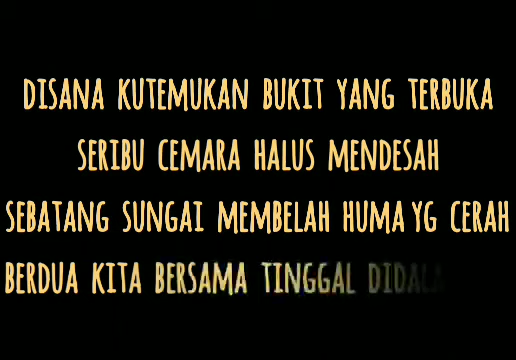 DISANA KUTEMUKAN BUKIT YANG TERBUKA
SERIBU CEMARA HALUS MENDESAH
SEBATANG SUNGAI MEMBELAH HUMA YG CERAH
BERDUA KITA BERSAMA TINGGAL